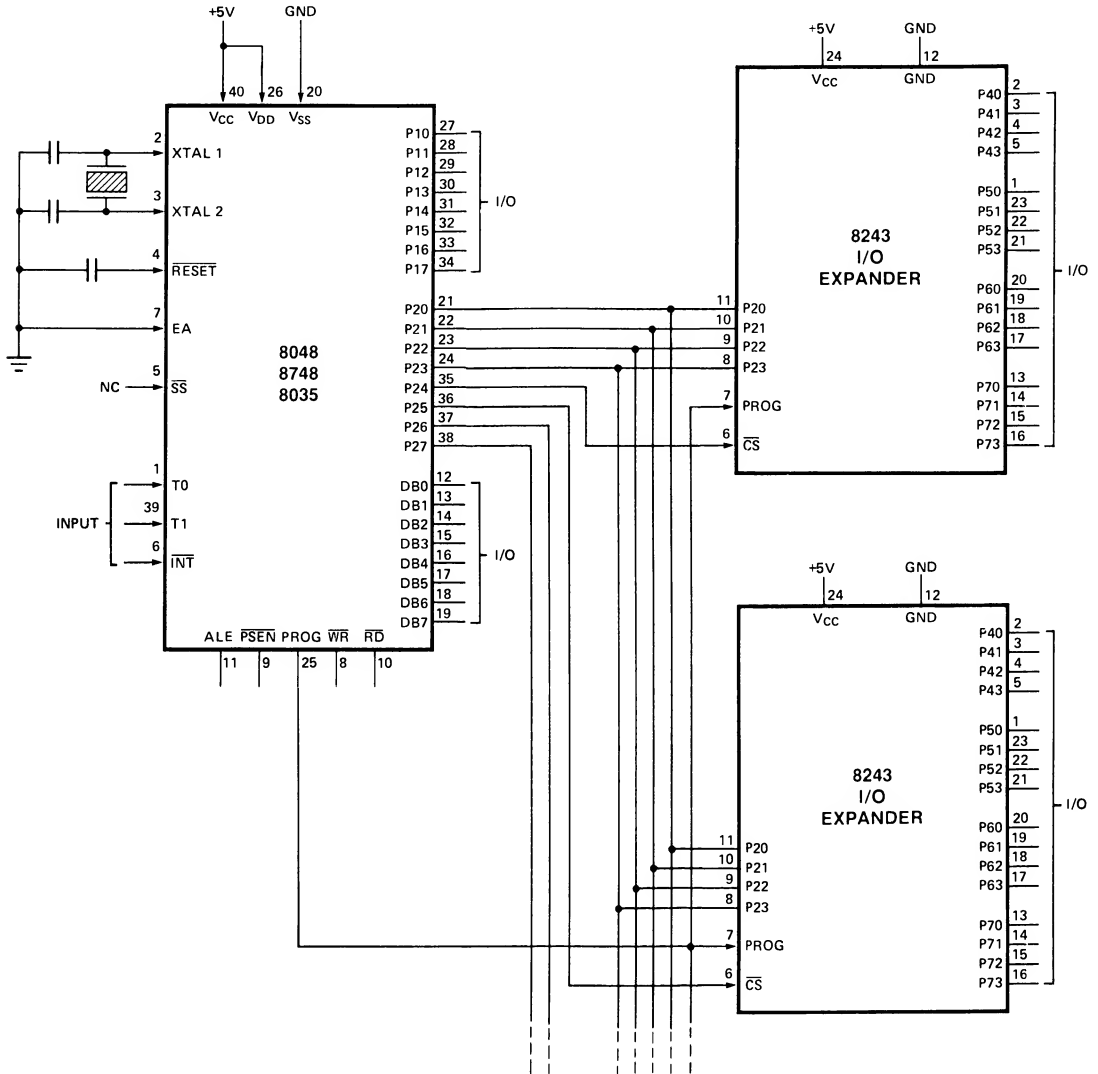 +5V GND
40 26 20
VCC VDD VSS
2 XTAL 1
3 XTAL 2
4 RESET
7 EA
NC 5 SS
INPUT
1 T0
39 T1
6 INT
8048
8748
8035
P10 27
P11 28
P12 29
P13 30
P14 31
P15 32
P16 33
P17 34
I/O
P20 21
P21 22
P22 23
P23 24
P24 35
P25 36
P26 37
P27 38
DB0 12
DB1 13
DB2 14
DB3 15
DB4 16
DB5 17
DB6 18
DB7 19
I/O
ALE PSEN PROG WR RD
11 9 25 8 10
+5V GND
24 12
VCC GND
8243
I/O
EXPANDER
11 P20
10 P21
9 P22
8 P23
7 PROG
6 CS
P40 2
P41 3
P42 4
P43 5
P50 1
P51 23
P52 22
P53 21
P60 20
P61 19
P62 18
P63 17
P70 13
P71 14
P72 15
P73 16
I/O
+5V GND
24 12
VCC GND
8243
I/O
EXPANDER
11 P20
10 P21
9 P22
8 P23
7 PROG
6 CS
P40 2
P41 3
P42 4
P43 5
P50 1
P51 23
P52 22
P53 21
P60 20
P61 19
P62 18
P63 17
P70 13
P71 14
P72 15
P73 16
I/O